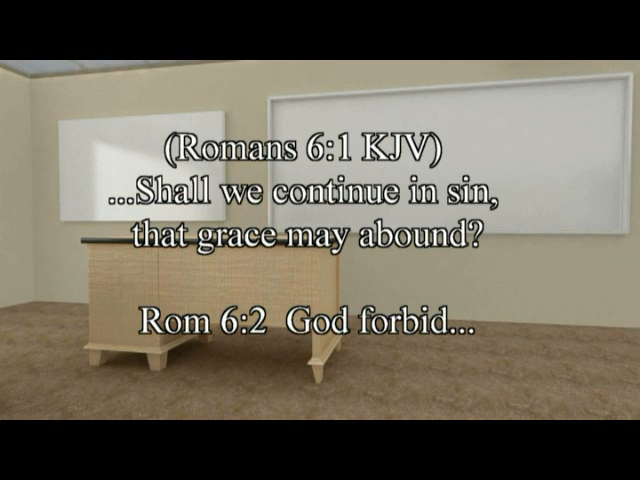 (Romans 6:1 KJV)
...Shall we continue in sin,
that grace may abound?
Rom 6:2 God forbid...